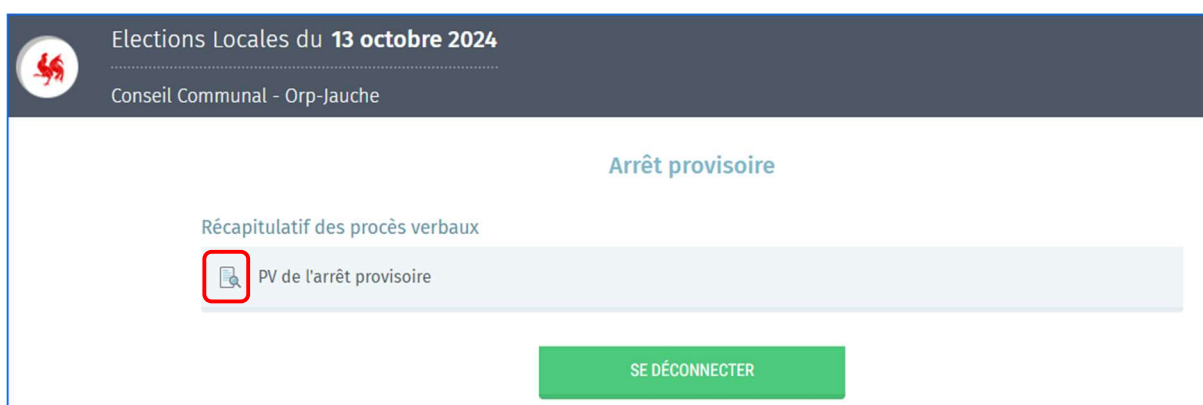 Elections Locales du 13 octobre 2024
Conseil Communal - Orp-Jauche
Arrêt provisoire
Récapitulatif des procès verbaux
PV de l'arrêt provisoire
SE DÉCONNECTER